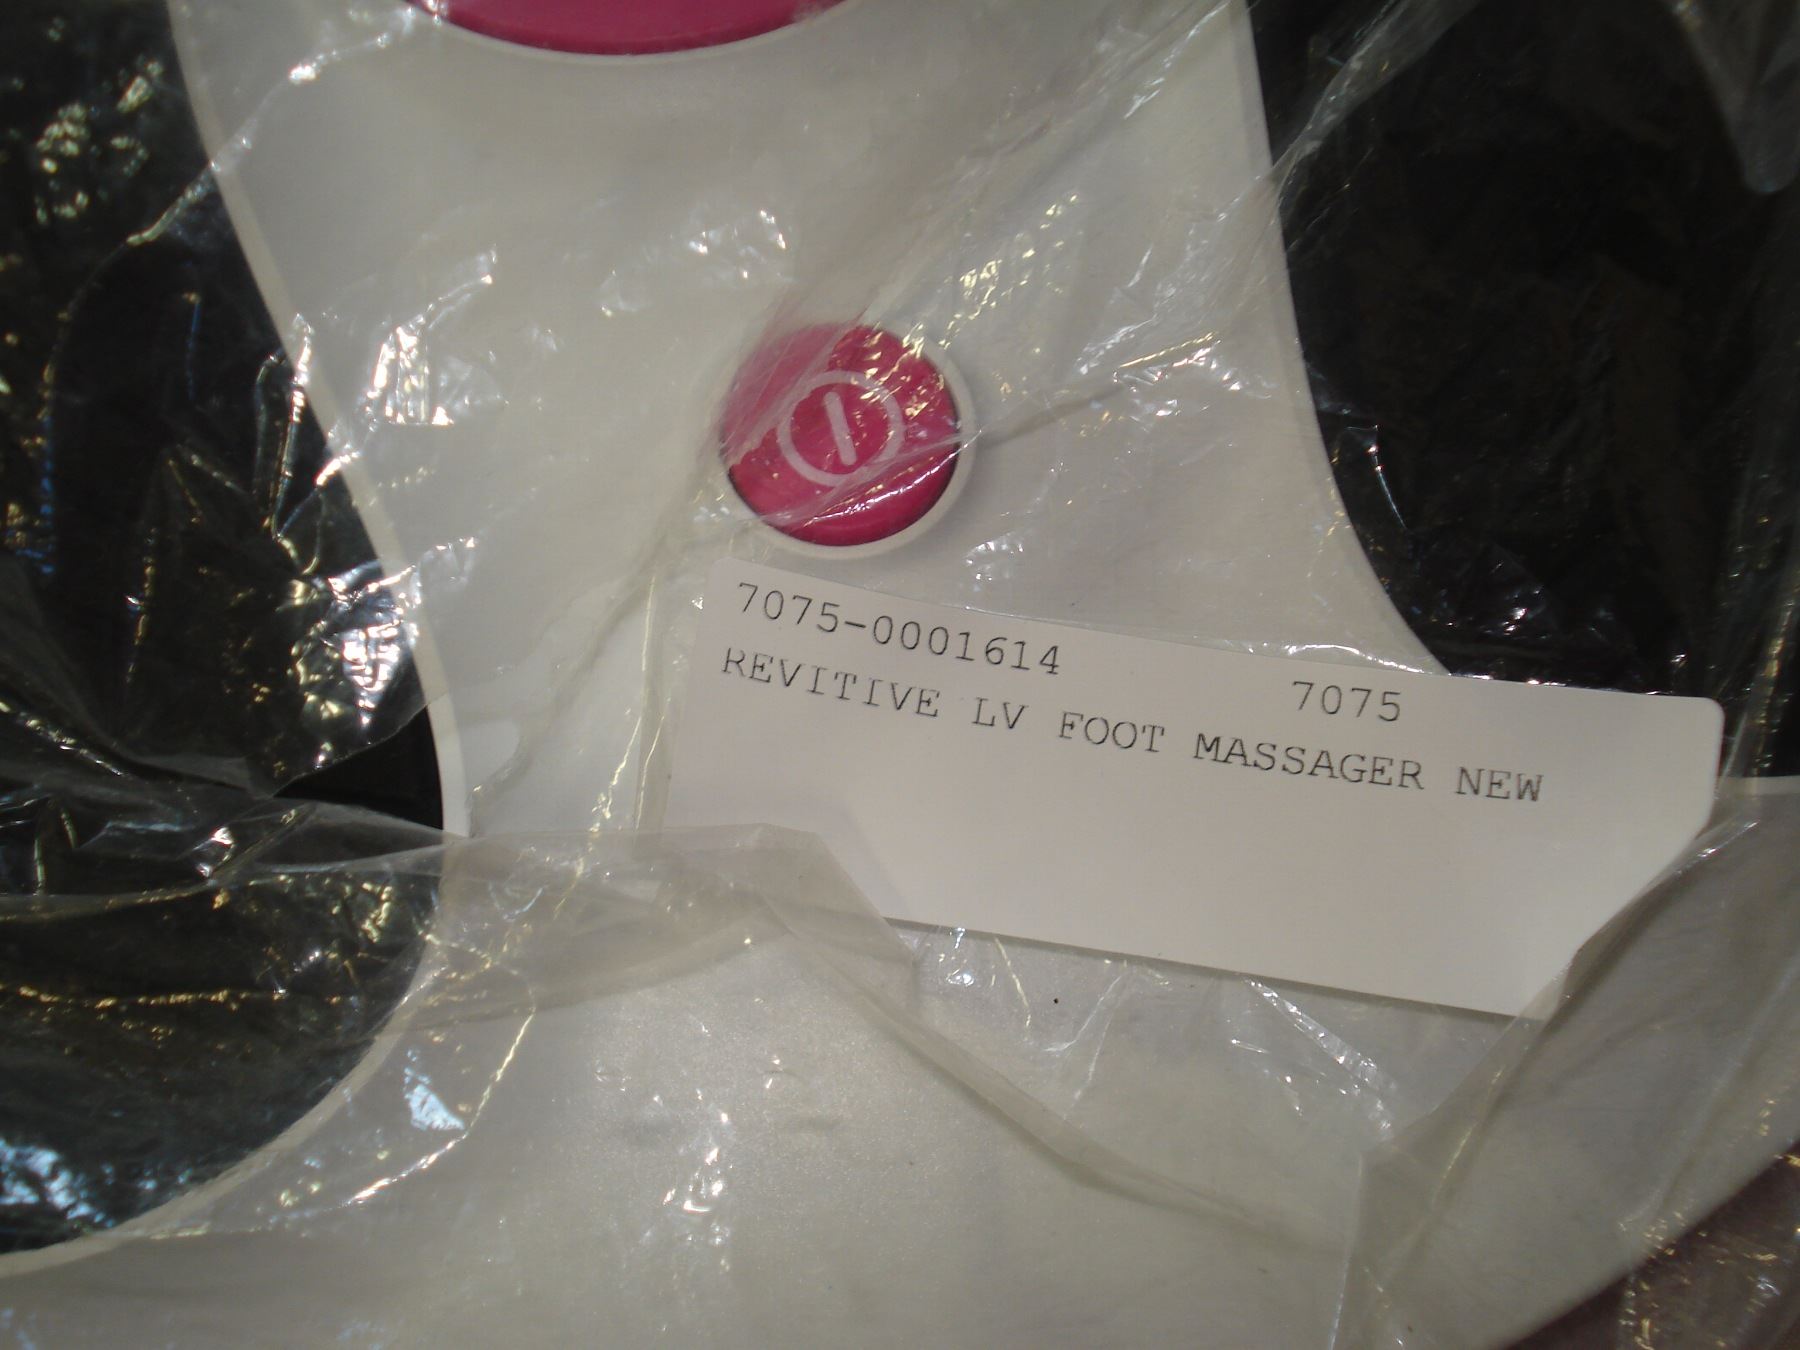 7075-0001614 7075
REVITIVE LV FOOT MASSAGER NEW